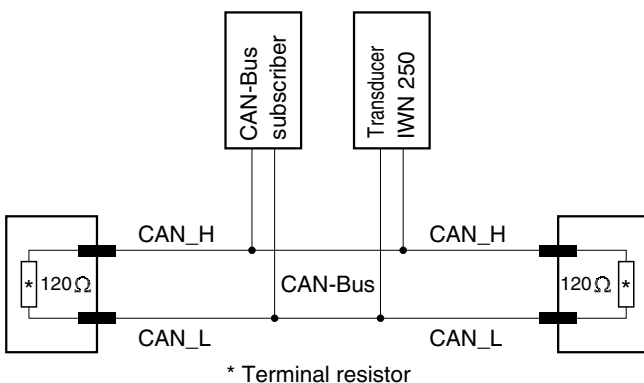 CAN-Bus
subscriber
Transducer
IWN 250
CAN_H
CAN_H
* 120 Ω
CAN-Bus
120 Ω *
CAN_L
CAN_L
* Terminal resistor